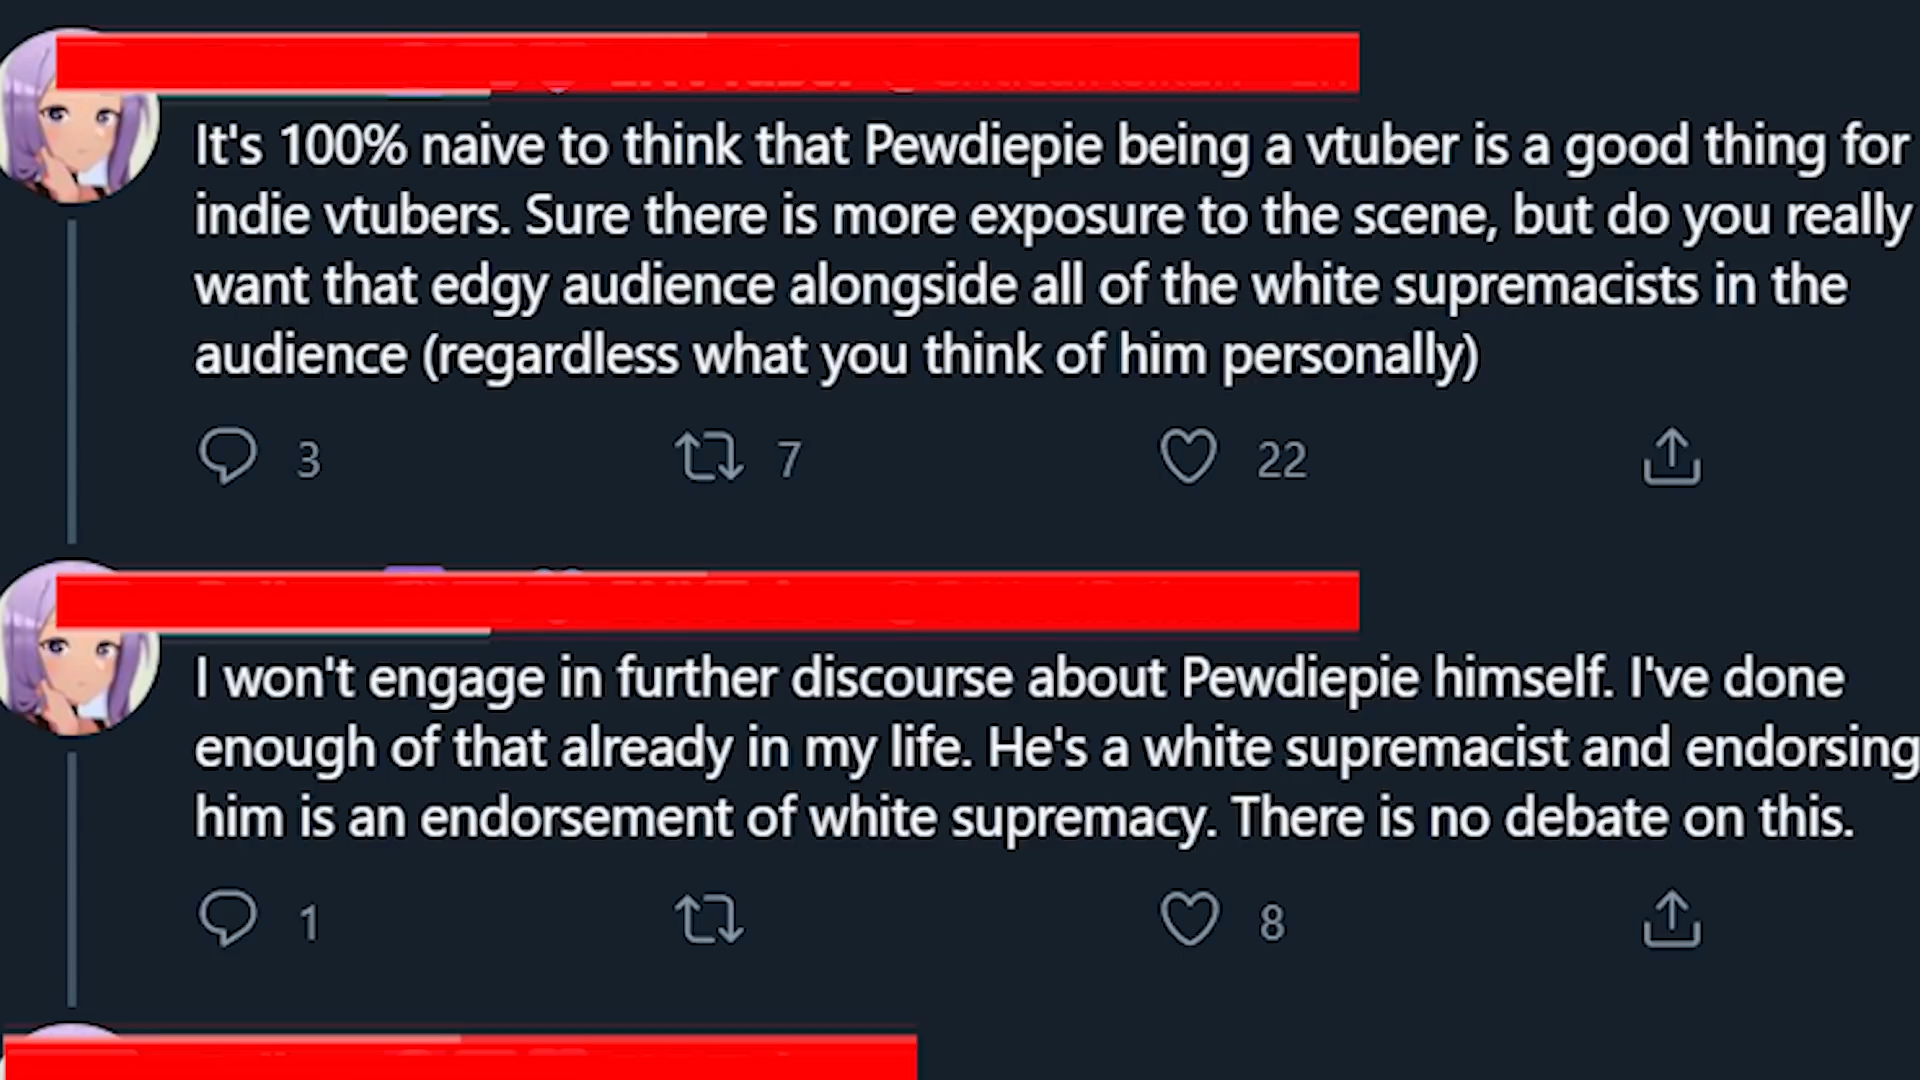 It's 100% naive to think that Pewdiepie being a vtuber is a good thing for
indie vtubers. Sure there is more exposure to the scene, but do you really
want that edgy audience alongside all of the white supremacists in the
audience (regardless what you think of him personally)
3 7 22
I won't engage in further discourse about Pewdiepie himself. I've done
enough of that already in my life. He's a white supremacist and endorsing
him is an endorsement of white supremacy. There is no debate on this.
1 8